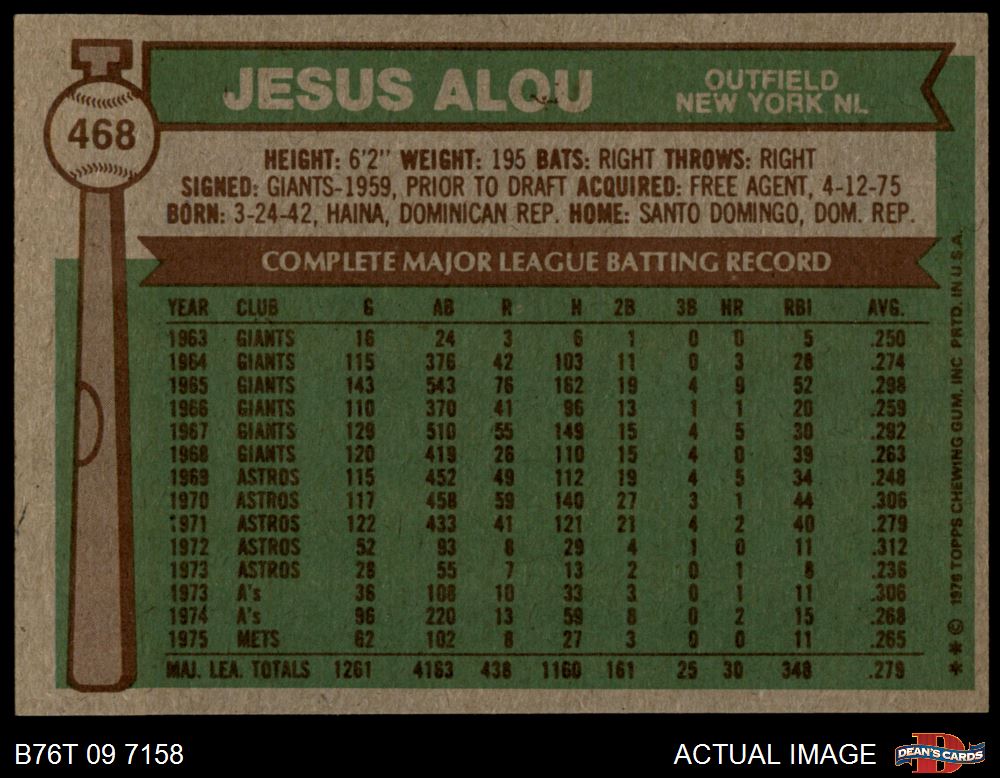 468
JESUS ALOU
OUTFIELD
NEW YORK NL
HEIGHT: 6'2" WEIGHT: 195 BATS: RIGHT THROWS: RIGHT
SIGNED: GIANTS-1959, PRIOR TO DRAFT ACQUIRED: FREE AGENT, 4-12-75
BORN: 3-24-42, HAINA, DOMINICAN REP. HOME: SANTO DOMINGO, DOM. REP.
COMPLETE MAJOR LEAGUE BATTING RECORD
YEAR CLUB G AB R H 2B 3B HR RBI AVG.
1963 GIANTS 16 24 3 6 1 0 0 5 .250
1964 GIANTS 115 376 42 103 11 0 3 28 .274
1965 GIANTS 143 543 76 162 19 4 9 52 .298
1966 GIANTS 110 370 41 96 13 1 1 20 .259
1967 GIANTS 129 510 55 149 15 4 5 30 .292
1968 GIANTS 120 419 26 110 15 4 0 39 .263
1969 ASTROS 115 452 49 112 19 4 5 34 .248
1970 ASTROS 117 458 59 140 27 3 1 44 .306
1971 ASTROS 122 433 41 121 21 4 2 40 .279
1972 ASTROS 52 93 8 29 4 1 0 11 .312
1973 ASTROS 28 55 7 13 2 0 1 8 .236
1973 A's 36 108 10 33 3 0 1 11 .306
1974 A's 96 220 13 59 8 0 2 15 .268
1975 METS 62 102 8 27 3 0 0 11 .265
MAJ. LEA. TOTALS 1261 4163 438 1160 161 25 30 348 .279
** © 1976 TOPPS CHEWING GUM, INC PRTD. IN U.S.A.
B76T 09 7158
ACTUAL IMAGE
DEAN'S CARDS